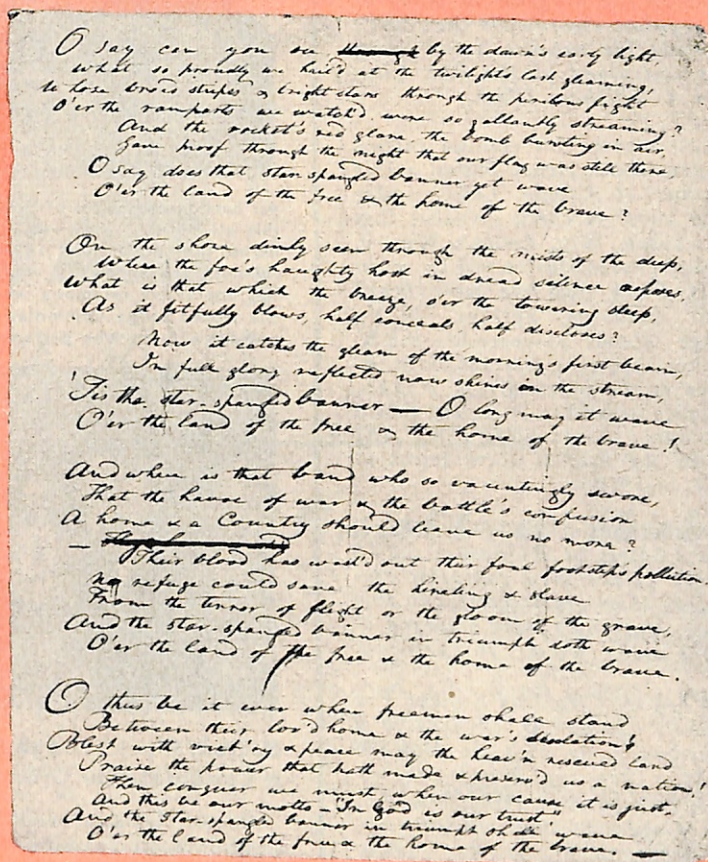 O say can you see ~~through~~ by the dawn's early light,
What so proudly we hail'd at the twilight's last gleaming,
Whose broad stripes & bright stars through the perilous fight
O'er the ramparts we watch'd, were so gallantly streaming?
And the rocket's red glare, the bomb bursting in air,
Gave proof through the night that our flag was still there,
O say does that star-spangled banner yet wave
O'er the land of the free & the home of the brave?
On the shore dimly seen through the mists of the deep,
Where the foe's haughty host in dread silence reposes,
What is that which the breeze, o'er the towering steep,
As it fitfully blows, half conceals, half discloses?
Now it catches the gleam of the morning's first beam,
In full glory reflected now shines in the stream,
'Tis the star-spangled banner — O long may it wave
O'er the land of the free & the home of the brave!
And where is that band who so vauntingly swore,
That the havoc of war & the battle's confusion
A home & a Country should leave us no more?
—
Their blood has wash'd out their foul footstep's pollution.
No refuge could save the hireling & slave
From the terror of flight or the gloom of the grave,
And the star-spangled banner in triumph doth wave
O'er the land of the free & the home of the brave.
O thus be it ever when freemen shall stand
Between their lov'd home & the war's desolation!
Blest with vict'ry & peace may the heav'n rescued land
Praise the power that hath made & preserv'd us a nation!
Then conquer we must, when our cause it is just,
And this be our motto — "In God is our trust,"
And the star-spangled banner in triumph shall wave
O'er the land of the free & the home of the brave. —